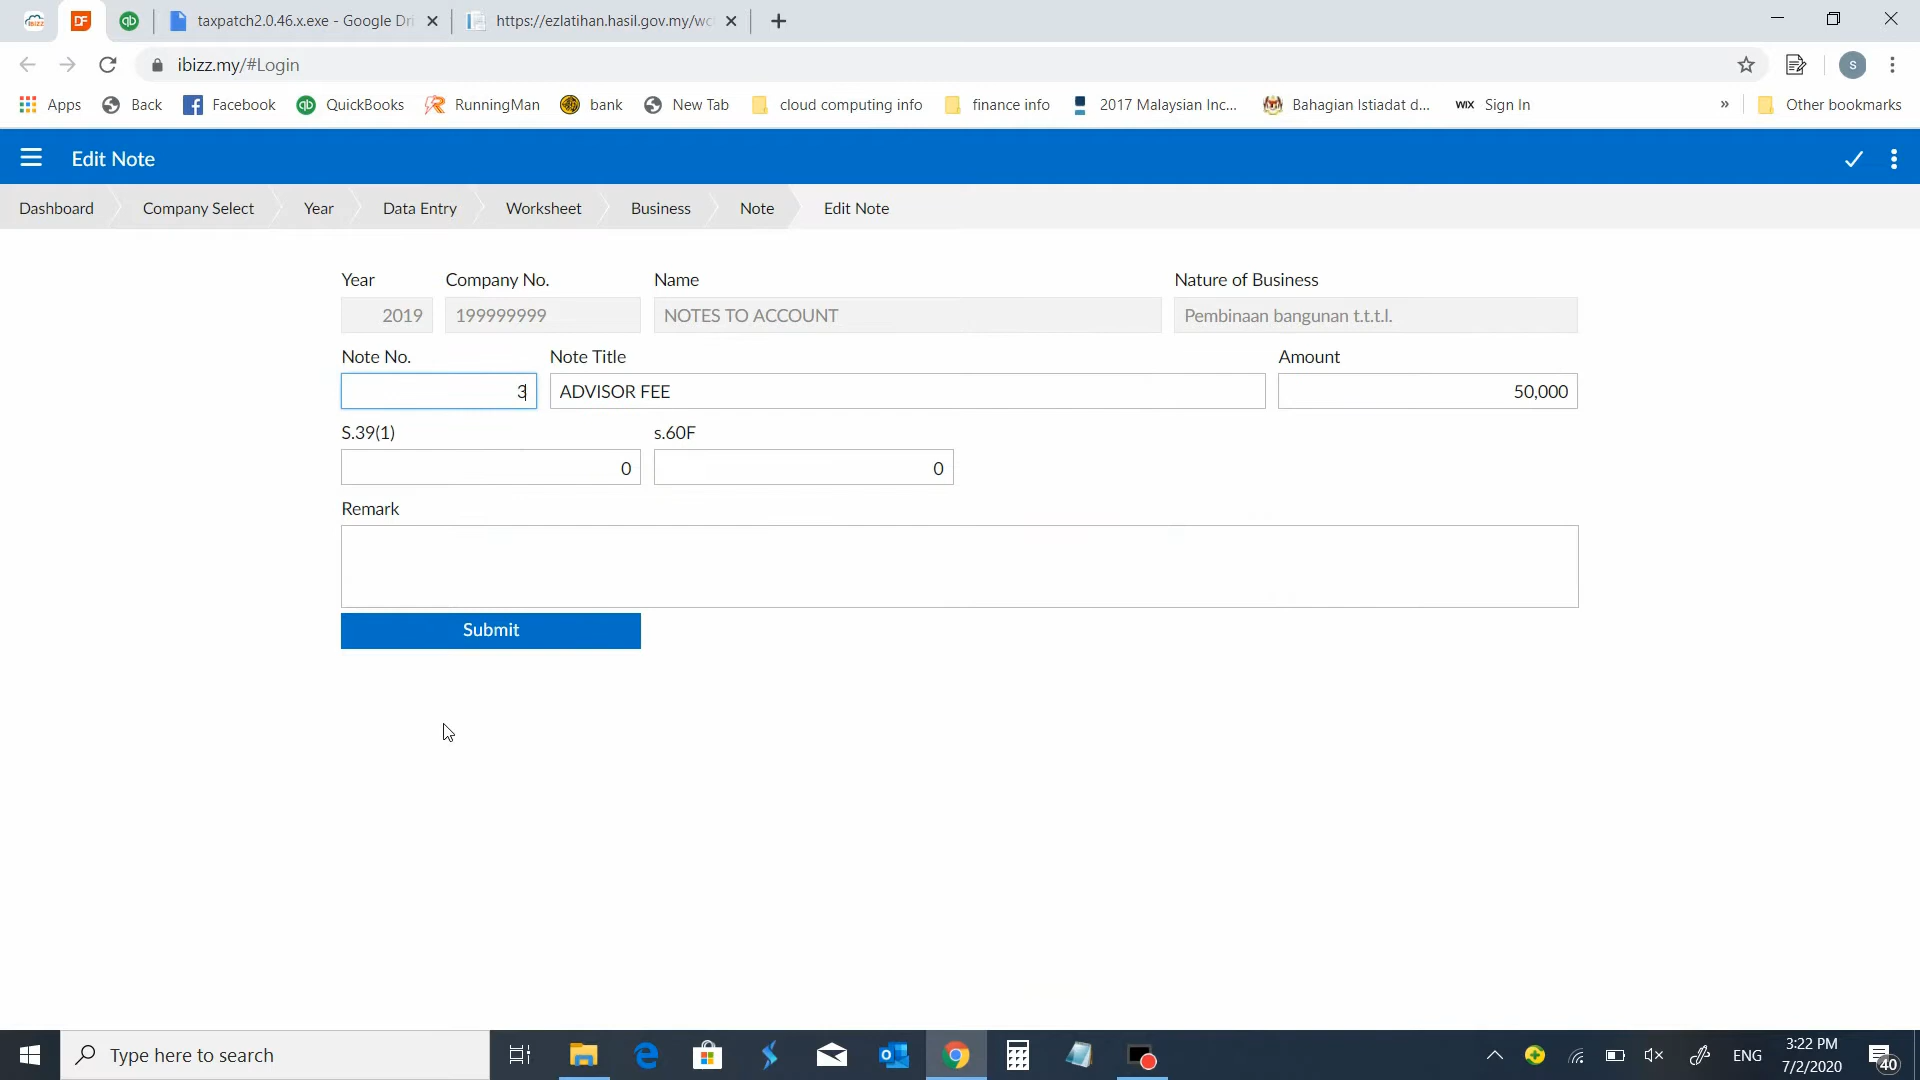 taxpatch2.0.46.x.exe - Google Dri
https://ezlatihan.hasil.gov.my/wc
ibizz.my/#Login
S
Apps Back Facebook QuickBooks RunningMan bank New Tab cloud computing info finance info 2017 Malaysian Inc... Bahagian Istiadat d... WIX Sign In » Other bookmarks
Edit Note
Dashboard Company Select Year Data Entry Worksheet Business Note Edit Note
Year Company No. Name Nature of Business
2019 199999999 NOTES TO ACCOUNT Pembinaan bangunan t.t.t.l.
Note No. Note Title Amount
3 ADVISOR FEE 50,000
S.39(1) s.60F
0 0
Remark
Submit
Type here to search
ENG
3:22 PM
7/2/2020
40